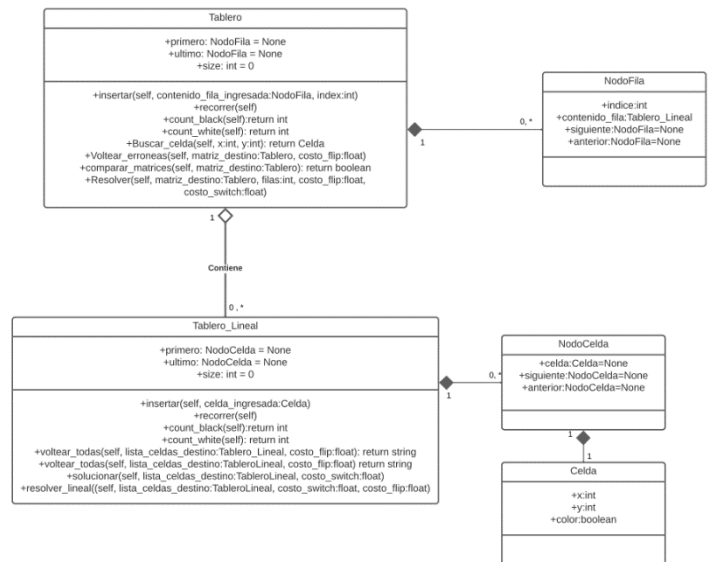 Tablero
+primero: NodoFila = None
+ultimo: NodoFila = None
+size: int = 0
+insertar(self, contenido_fila_ingresada:NodoFila, index:int)
+recorrer(self)
+count_black(self):return int
+count_white(self): return int
+Buscar_celda(self, x:int, y:int): return Celda
+Voltear_erroneas(self, matriz_destino:Tablero, costo_flip:float)
+comparar_matrices(self, matriz_destino:Tablero): return boolean
+Resolver(self, matriz_destino:Tablero, filas:int, costo_flip:float,
costo_switch:float)
1
0, *
NodoFila
+indice:int
+contenido_fila:Tablero_Lineal
+siguiente:NodoFila=None
+anterior:NodoFila=None
1
Contiene
0, *
Tablero_Lineal
+primero: NodoCelda = None
+ultimo: NodoCelda = None
+size: int = 0
+insertar(self, celda_ingresada:Celda)
+recorrer(self)
+count_black(self):return int
+count_white(self): return int
+voltear_todas(self, lista_celdas_destino:Tablero_Lineal, costo_flip:float): return string
+voltear_todas(self, lista_celdas_destino:TableroLineal, costo_flip:float) return string
+solucionar(self, lista_celdas_destino:TableroLineal, costo_switch:float)
+resolver_lineal((self, lista_celdas_destino:TableroLineal, costo_switch:float, costo_flip:float)
1
0, *
NodoCelda
+celda:Celda=None
+siguiente:NodoCelda=None
+anterior:NodoCelda=None
1
1
Celda
+x:int
+y:int
+color:boolean